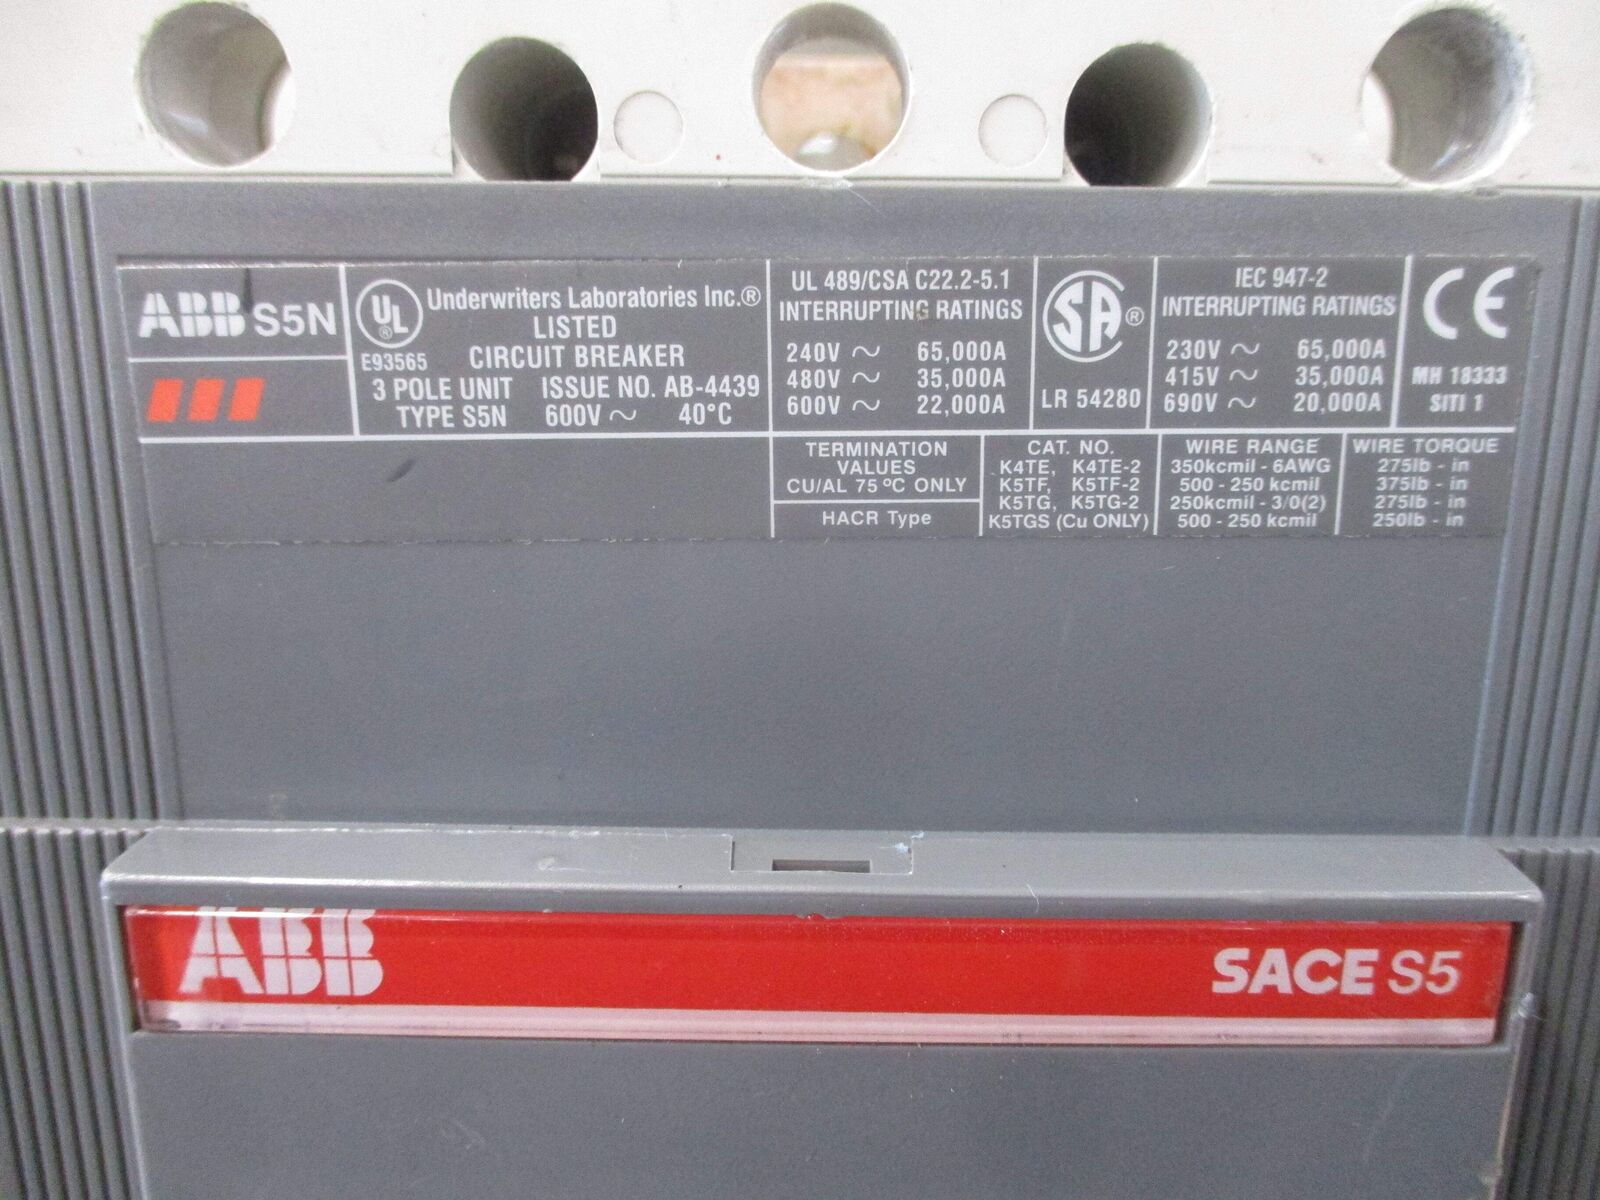 ABB S5N
UL ®
E93565
Underwriters Laboratories Inc.®
LISTED
CIRCUIT BREAKER
3 POLE UNIT ISSUE NO. AB-4439
TYPE S5N 600V ~ 40°C
UL 489/CSA C22.2-5.1
INTERRUPTING RATINGS
240V ~ 65,000A
480V ~ 35,000A
600V ~ 22,000A
SA ®
LR 54280
IEC 947-2
INTERRUPTING RATINGS
230V ~ 65,000A
415V ~ 35,000A
690V ~ 20,000A
CE
MH 18333
SITI 1
TERMINATION
VALUES
CU/AL 75 ºC ONLY
HACR Type
CAT. NO.
K4TE, K4TE-2
K5TF, K5TF-2
K5TG, K5TG-2
K5TGS (Cu ONLY)
WIRE RANGE
350kcmil - 6AWG
500 - 250 kcmil
250kcmil - 3/0(2)
500 - 250 kcmil
WIRE TORQUE
275lb - in
375lb - in
275lb - in
250lb - in
ABB
SACE S5